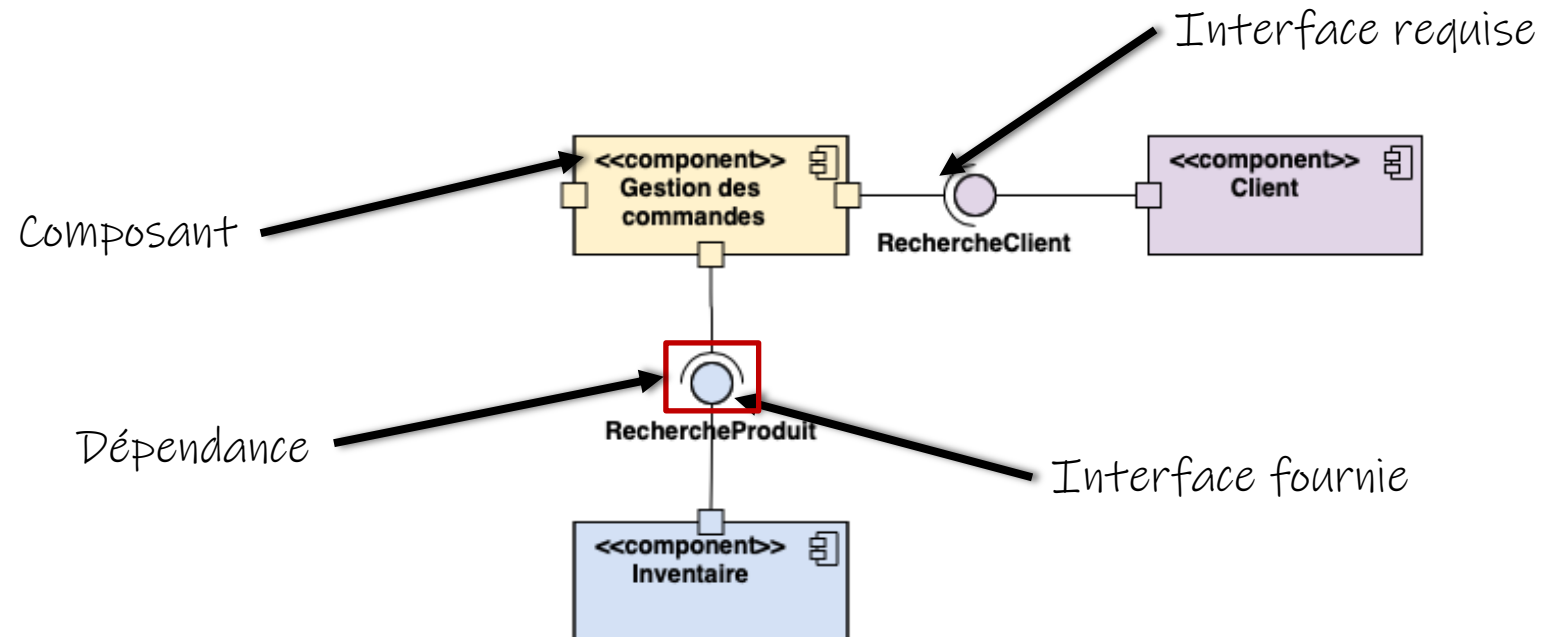 Interface requise
<<component>>
Gestion des
commandes
<<component>>
Client
Composant
RechercheClient
Dépendance
RechercheProduit
Interface fournie
<<component>>
Inventaire